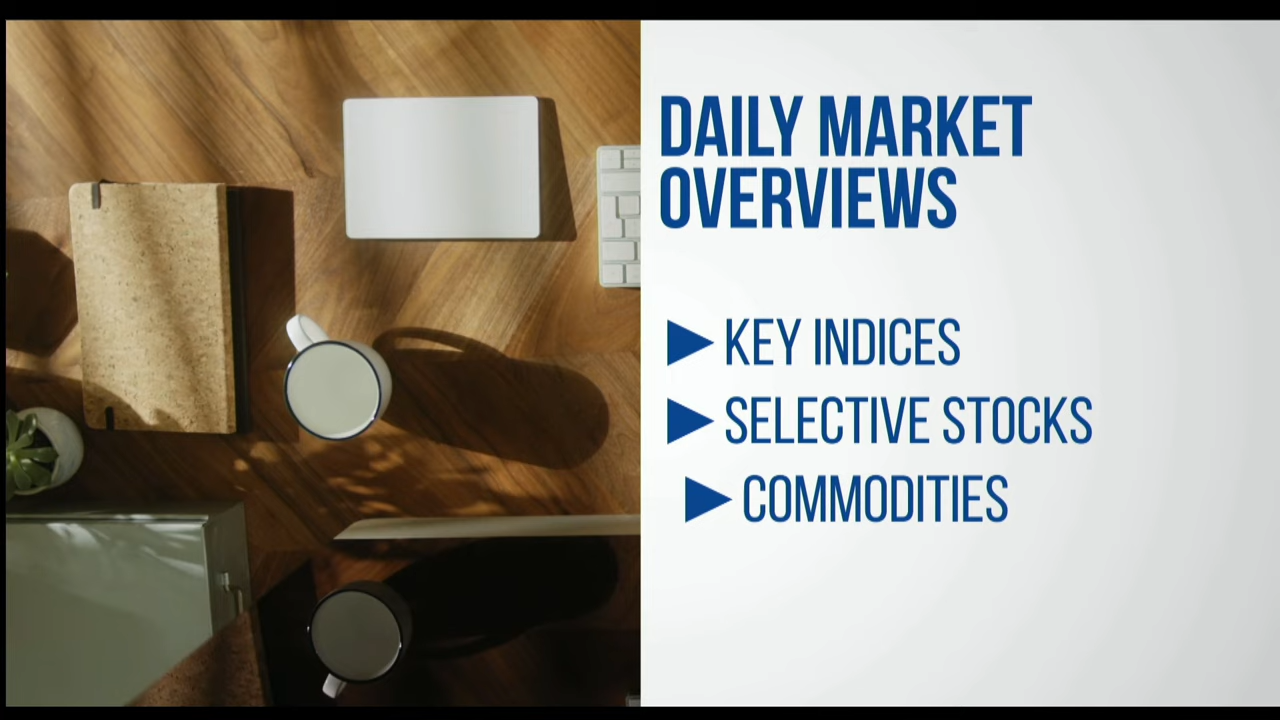 DAILY MARKET
OVERVIEWS
KEY INDICES
SELECTIVE STOCKS
COMMODITIES